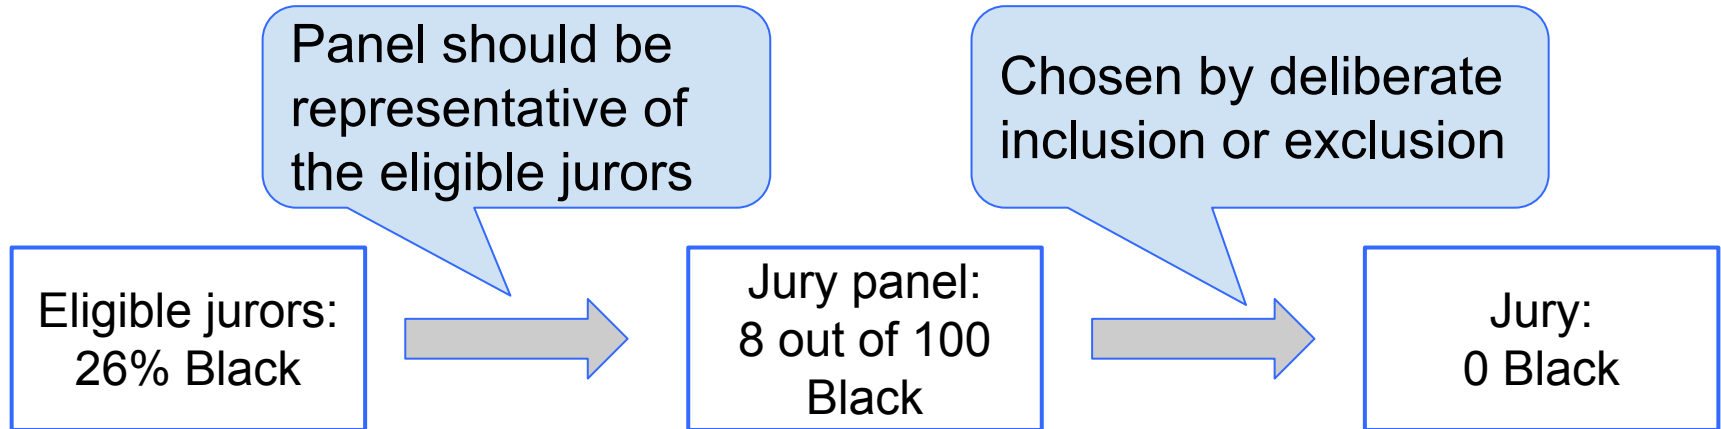 Panel should be
representative of
the eligible jurors
Chosen by deliberate
inclusion or exclusion
Eligible jurors:
26% Black
Jury panel:
8 out of 100
Black
Jury:
0 Black